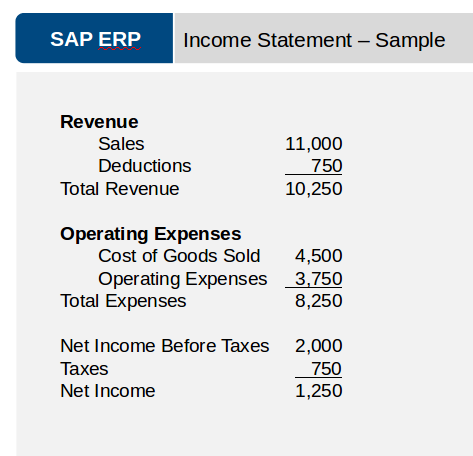 SAP ERP Income Statement – Sample
Revenue
Sales 11,000
Deductions 750
Total Revenue 10,250
Operating Expenses
Cost of Goods Sold 4,500
Operating Expenses 3,750
Total Expenses 8,250
Net Income Before Taxes 2,000
Taxes 750
Net Income 1,250